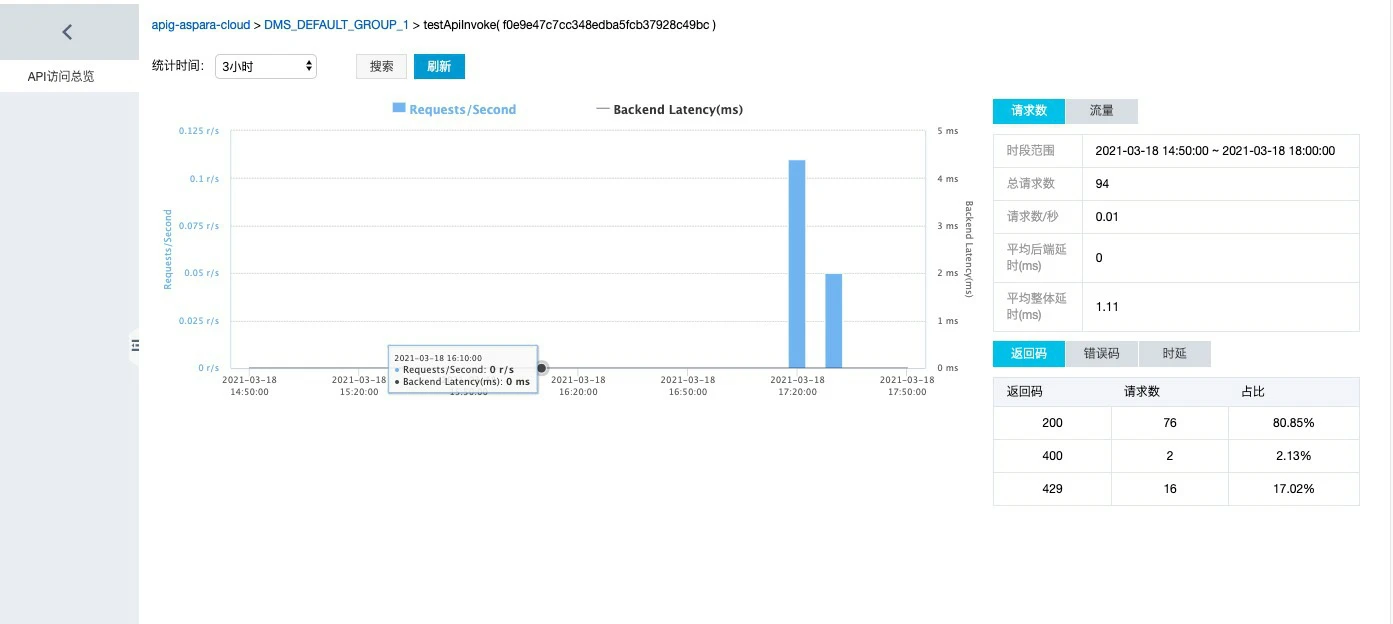 apig-aspara-cloud > DMS_DEFAULT_GROUP_1 > testApiInvoke( f0e9e47c7cc348edba5fcb37928c49bc )
API访问总览
统计时间: 3小时 搜索 刷新
Requests/Second Backend Latency(ms)
0.125 r/s
0.1 r/s
0.075 r/s
0.05 r/s
0.025 r/s
0 r/s
Requests/Second
5 ms
4 ms
3 ms
2 ms
1 ms
0 ms
Backend Latency(ms)
2021-03-18 16:10:00
Requests/Second: 0 r/s
Backend Latency(ms): 0 ms
2021-03-18 2021-03-18 2021-03-18 2021-03-18 2021-03-18 2021-03-18
14:50:00 15:20:00 15:50:00 16:20:00 16:50:00 17:20:00 17:50:00
请求数 流量
时段范围 2021-03-18 14:50:00 ~ 2021-03-18 18:00:00
总请求数 94
请求数/秒 0.01
平均后端延
时(ms) 0
平均整体延
时(ms) 1.11
返回码 错误码 时延
返回码 请求数 占比
200 76 80.85%
400 2 2.13%
429 16 17.02%